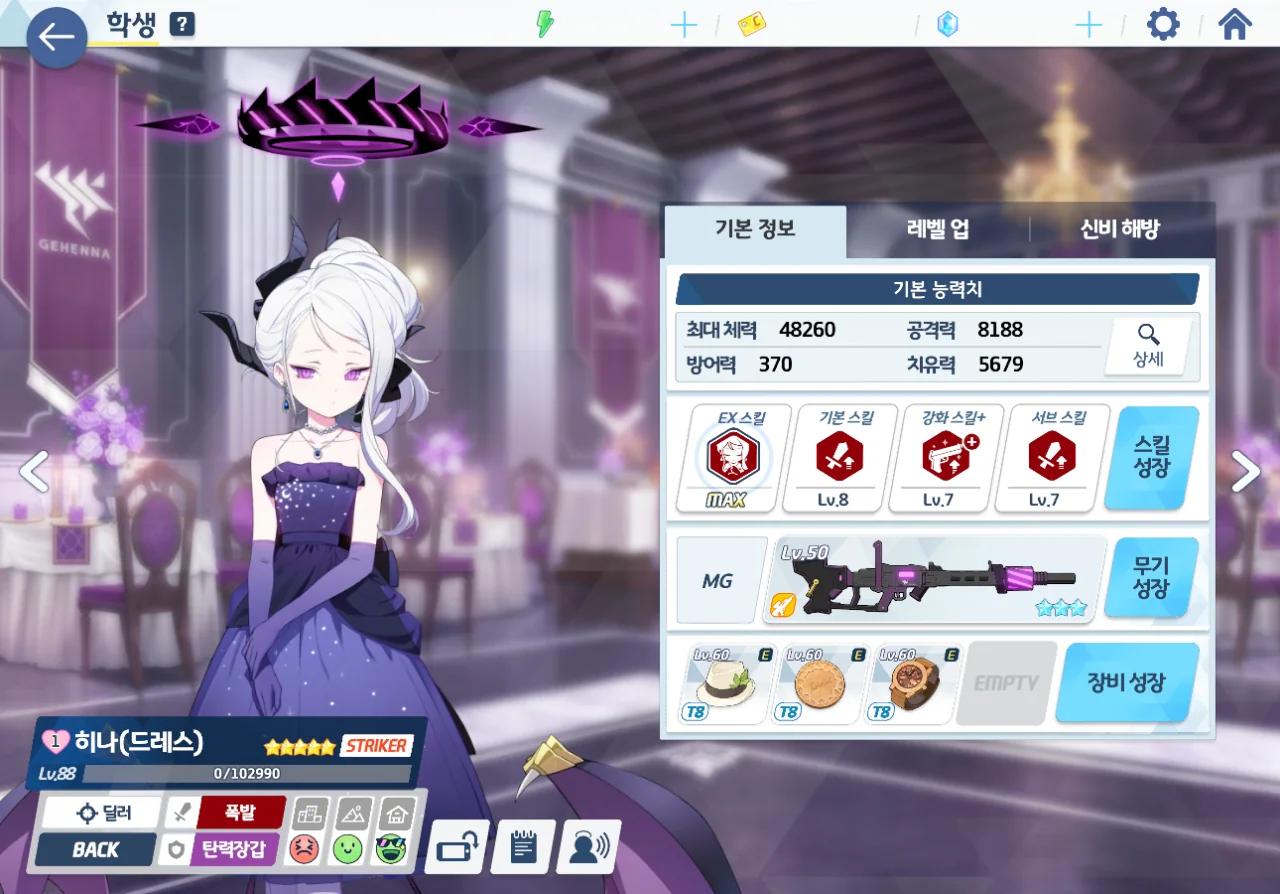 학생 ?
GEHENNA
기본 정보 레벨 업 신비 해방
기본 능력치
최대 체력 48260 공격력 8188
방어력 370 치유력 5679
상세
EX 스킬 기본 스킬 강화 스킬+ 서브 스킬
MAX Lv.8 Lv.7 Lv.7
스킬
성장
MG
Lv.50
무기
성장
Lv.60 E Lv.60 E Lv.60 E
T8 T8 T8
EMPTY
장비 성장
1 히나(드레스) STRIKER
Lv.88 0/102990
딜러 폭발
BACK 탄력장갑